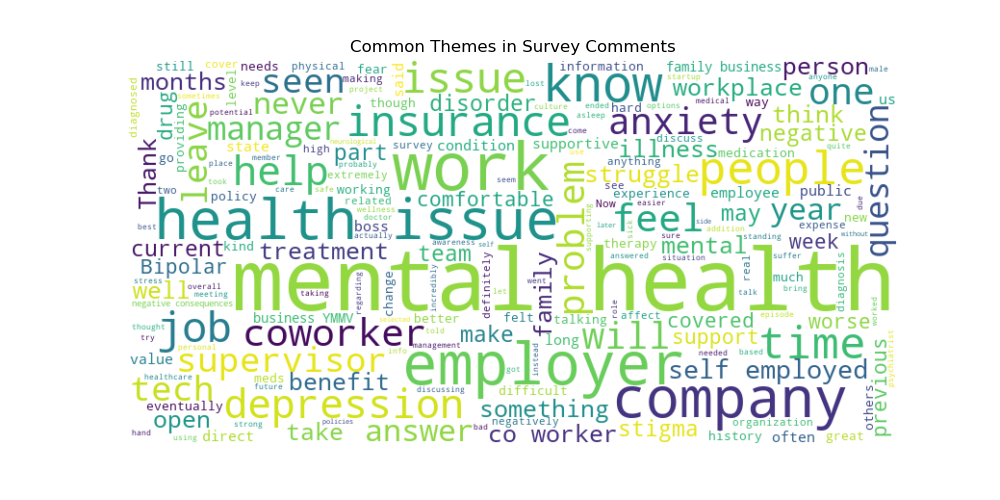 Common Themes in Survey Comments
still cover needs physical fear said issue know information family business person male
months seen making lost startup anyone
diagnosed sometimes level keep project workplace one us
drug never though disorder culture ended hard options medical way
potential asleep
leave manager insurance come anxiety think
providing state neurological discuss negative question
Thank go place member high part survey condition supportive illness medication quite
help extremely probably work anything struggle people
two care safe seem use see
took policy related working comfortable problem experience employee public
wellness doctor Now easier expense due
best health issue boss feel may year new
actually supporting later side addiction
current kind treatment awareness self sick sure therapy mental standing week without
team answered situation real suffer much
Bipolar regarding change incredibly definitely went family talk bring diagnosis
stress overall meeting taking mental health
well let role worked
negative consequences business YMMV better felt talking affect covered episode worse
thought selected told long
try job coworker make will support time
personal management instead needed based psychiatrist
value info got
supervisor employer self employed previous
healthcare meds benefit
future discussing difficult
tech depression something company others
eventually negatively
open strong policies organization
hand direct take answer bad co worker stigma history often great
using